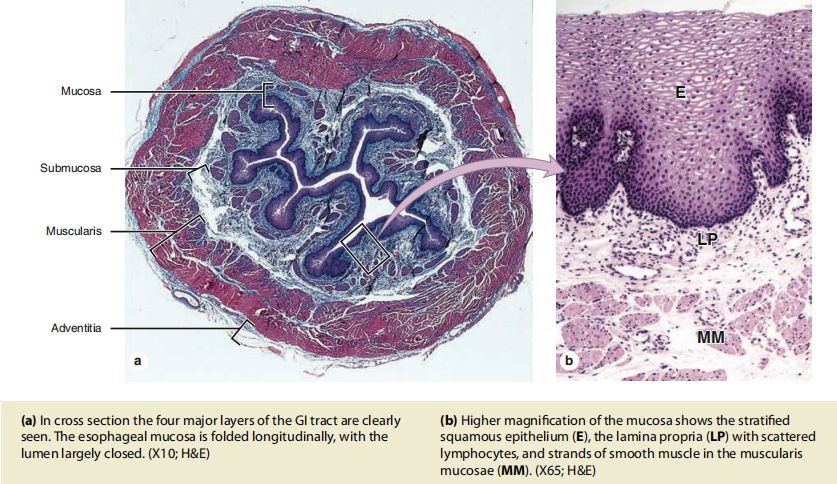 Mucosa
Submucosa
Muscularis
Adventitia
a
E
LP
MM
b
(a) In cross section the four major layers of the GI tract are clearly
seen. The esophageal mucosa is folded longitudinally, with the
lumen largely closed. (X10; H&E)
(b) Higher magnification of the mucosa shows the stratified
squamous epithelium (E), the lamina propria (LP) with scattered
lymphocytes, and strands of smooth muscle in the muscularis
mucosae (MM). (X65; H&E)